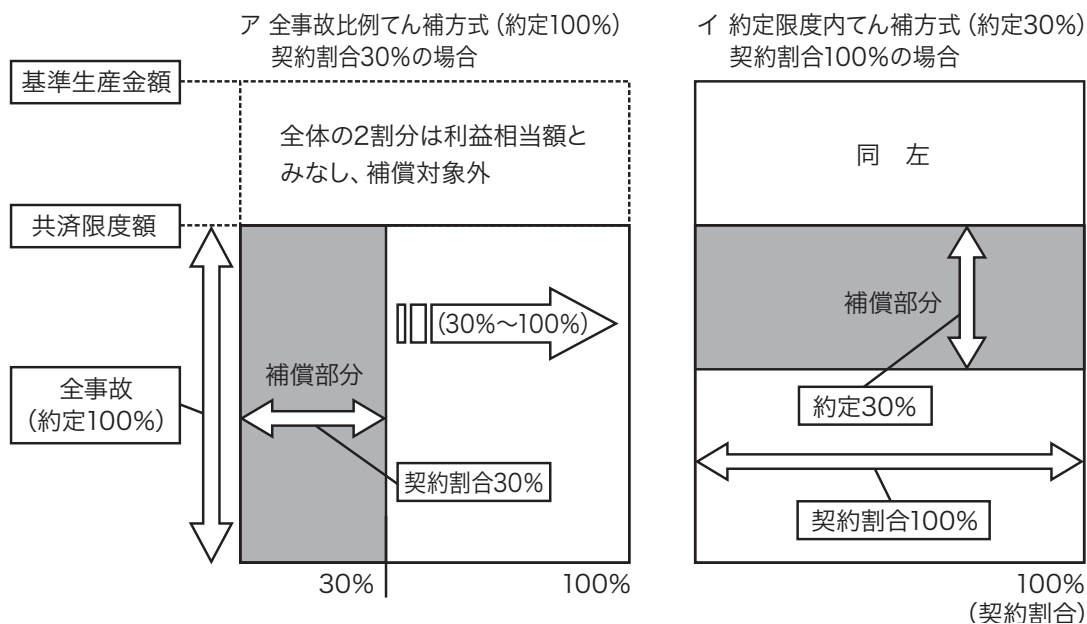 ア 全事故比例てん補方式（約定100%）
契約割合30%の場合
基準生産金額
全体の2割分は利益相当額と
みなし、補償対象外
共済限度額
(30%～100%)
補償部分
全事故
（約定100%）
契約割合30%
30%
100%
イ 約定限度内てん補方式（約定30%）
契約割合100%の場合
同 左
補償部分
約定30%
契約割合100%
100%
（契約割合）